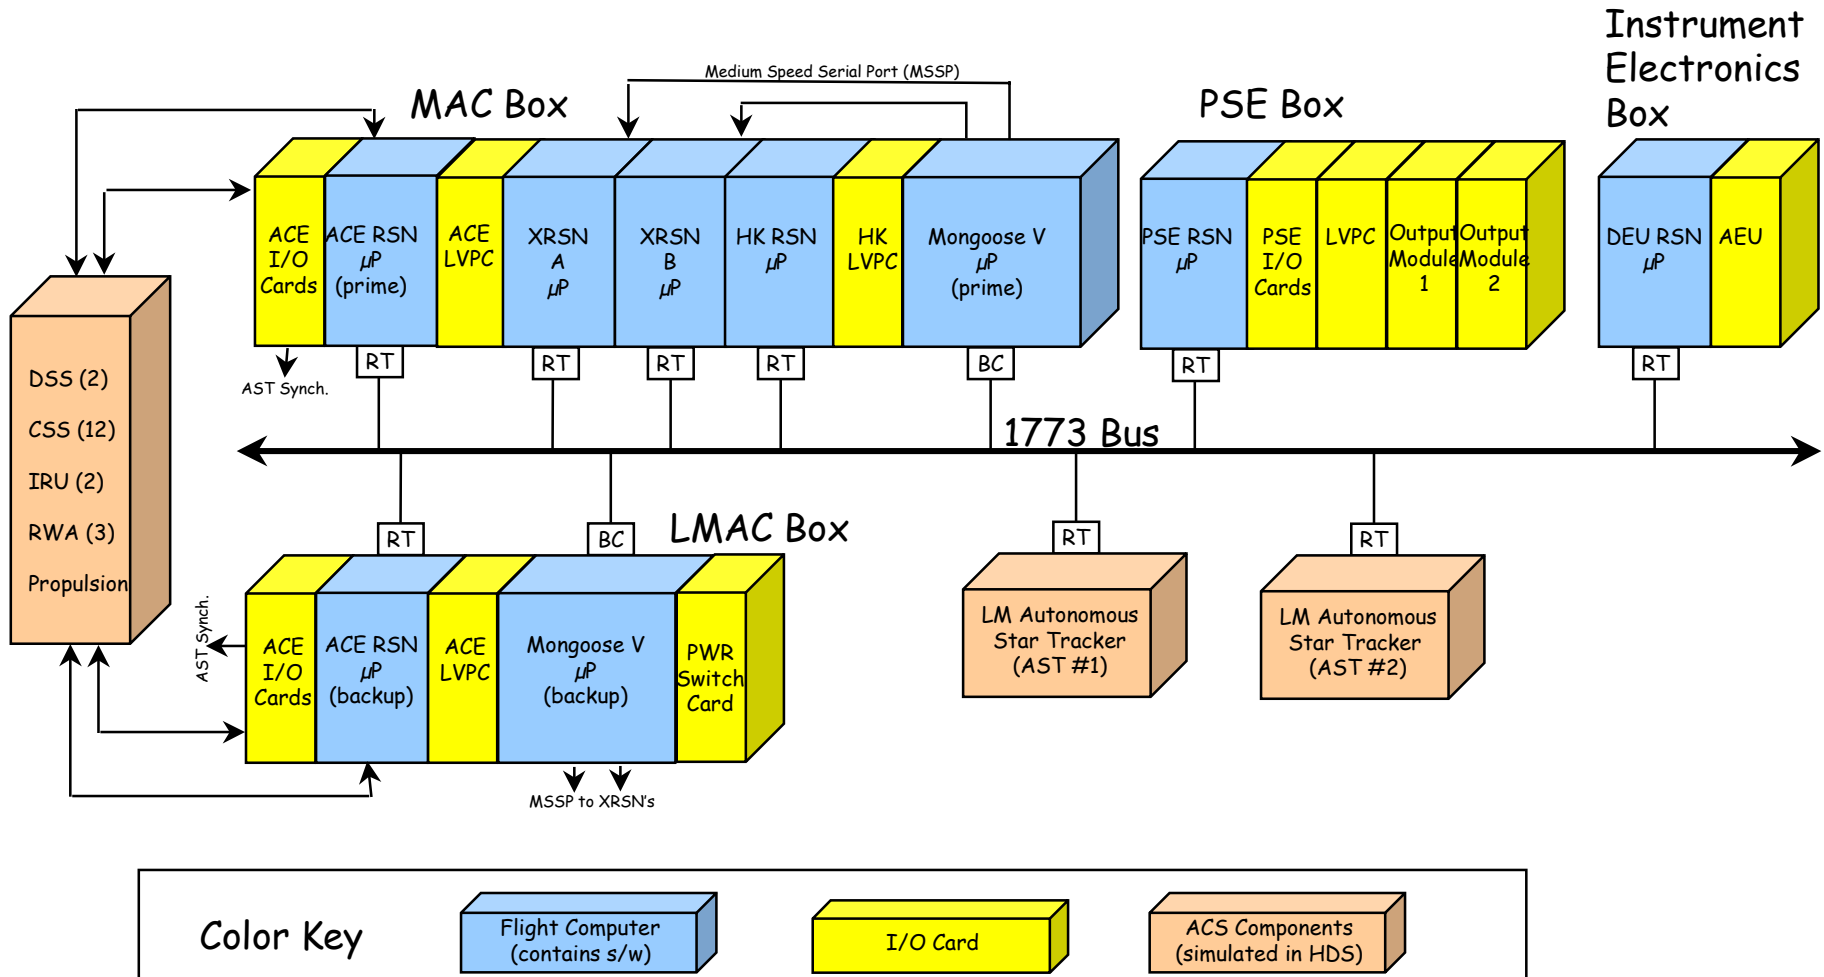 Instrument
Electronics
Box
Medium Speed Serial Port (MSSP)
MAC Box
PSE Box
ACE
I/O
Cards
ACE RSN
µP
(prime)
ACE
LVPC
XRSN
A
µP
XRSN
B
µP
HK RSN
µP
HK
LVPC
Mongoose V
µP
(prime)
PSE RSN
µP
PSE
I/O
Cards
LVPC
Output
Module
1
Output
Module
2
DEU RSN
µP
AEU
RT
RT
RT
RT
BC
RT
RT
AST Synch.
DSS (2)
CSS (12)
IRU (2)
RWA (3)
Propulsion
1773 Bus
RT
BC
LMAC Box
RT
RT
AST Synch.
ACE
I/O
Cards
ACE RSN
µP
(backup)
ACE
LVPC
Mongoose V
µP
(backup)
PWR
Switch
Card
LM Autonomous
Star Tracker
(AST #1)
LM Autonomous
Star Tracker
(AST #2)
MSSP to XRSN's
Color Key
Flight Computer
(contains s/w)
I/O Card
ACS Components
(simulated in HDS)